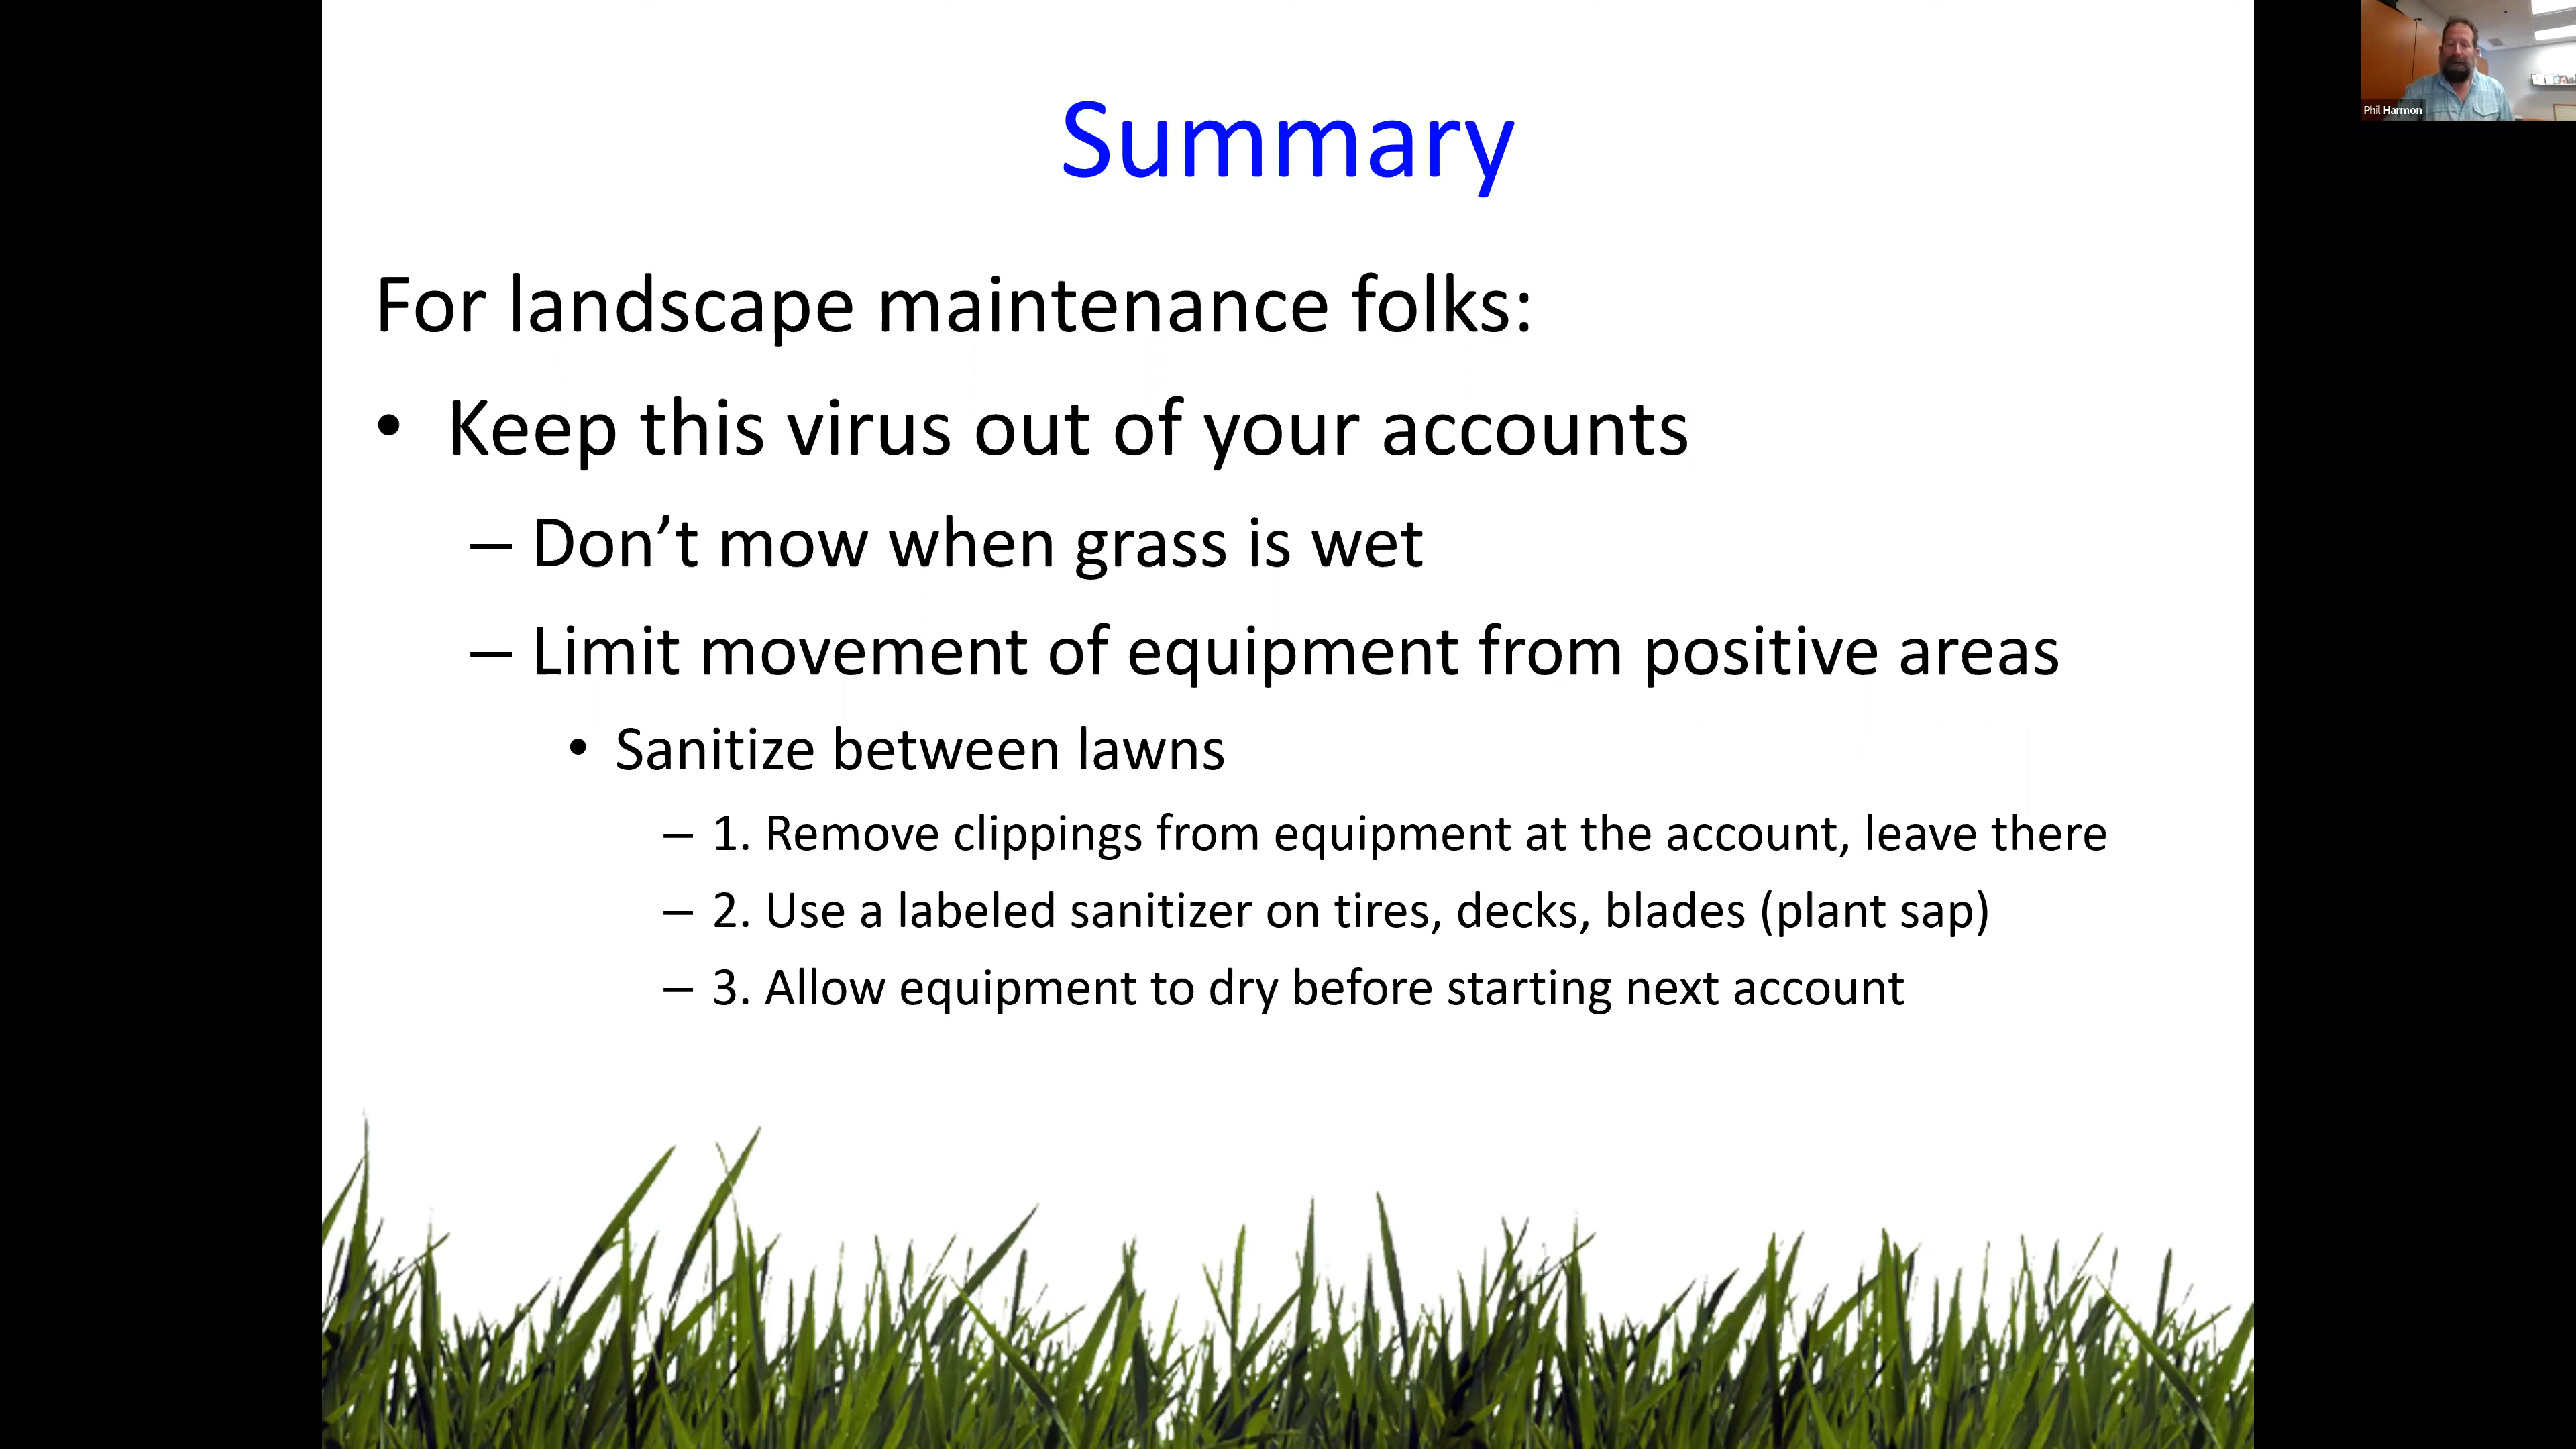 Summary
Phil Harmon
For landscape maintenance folks:
• Keep this virus out of your accounts
– Don’t mow when grass is wet
– Limit movement of equipment from positive areas
• Sanitize between lawns
– 1. Remove clippings from equipment at the account, leave there
– 2. Use a labeled sanitizer on tires, decks, blades (plant sap)
– 3. Allow equipment to dry before starting next account